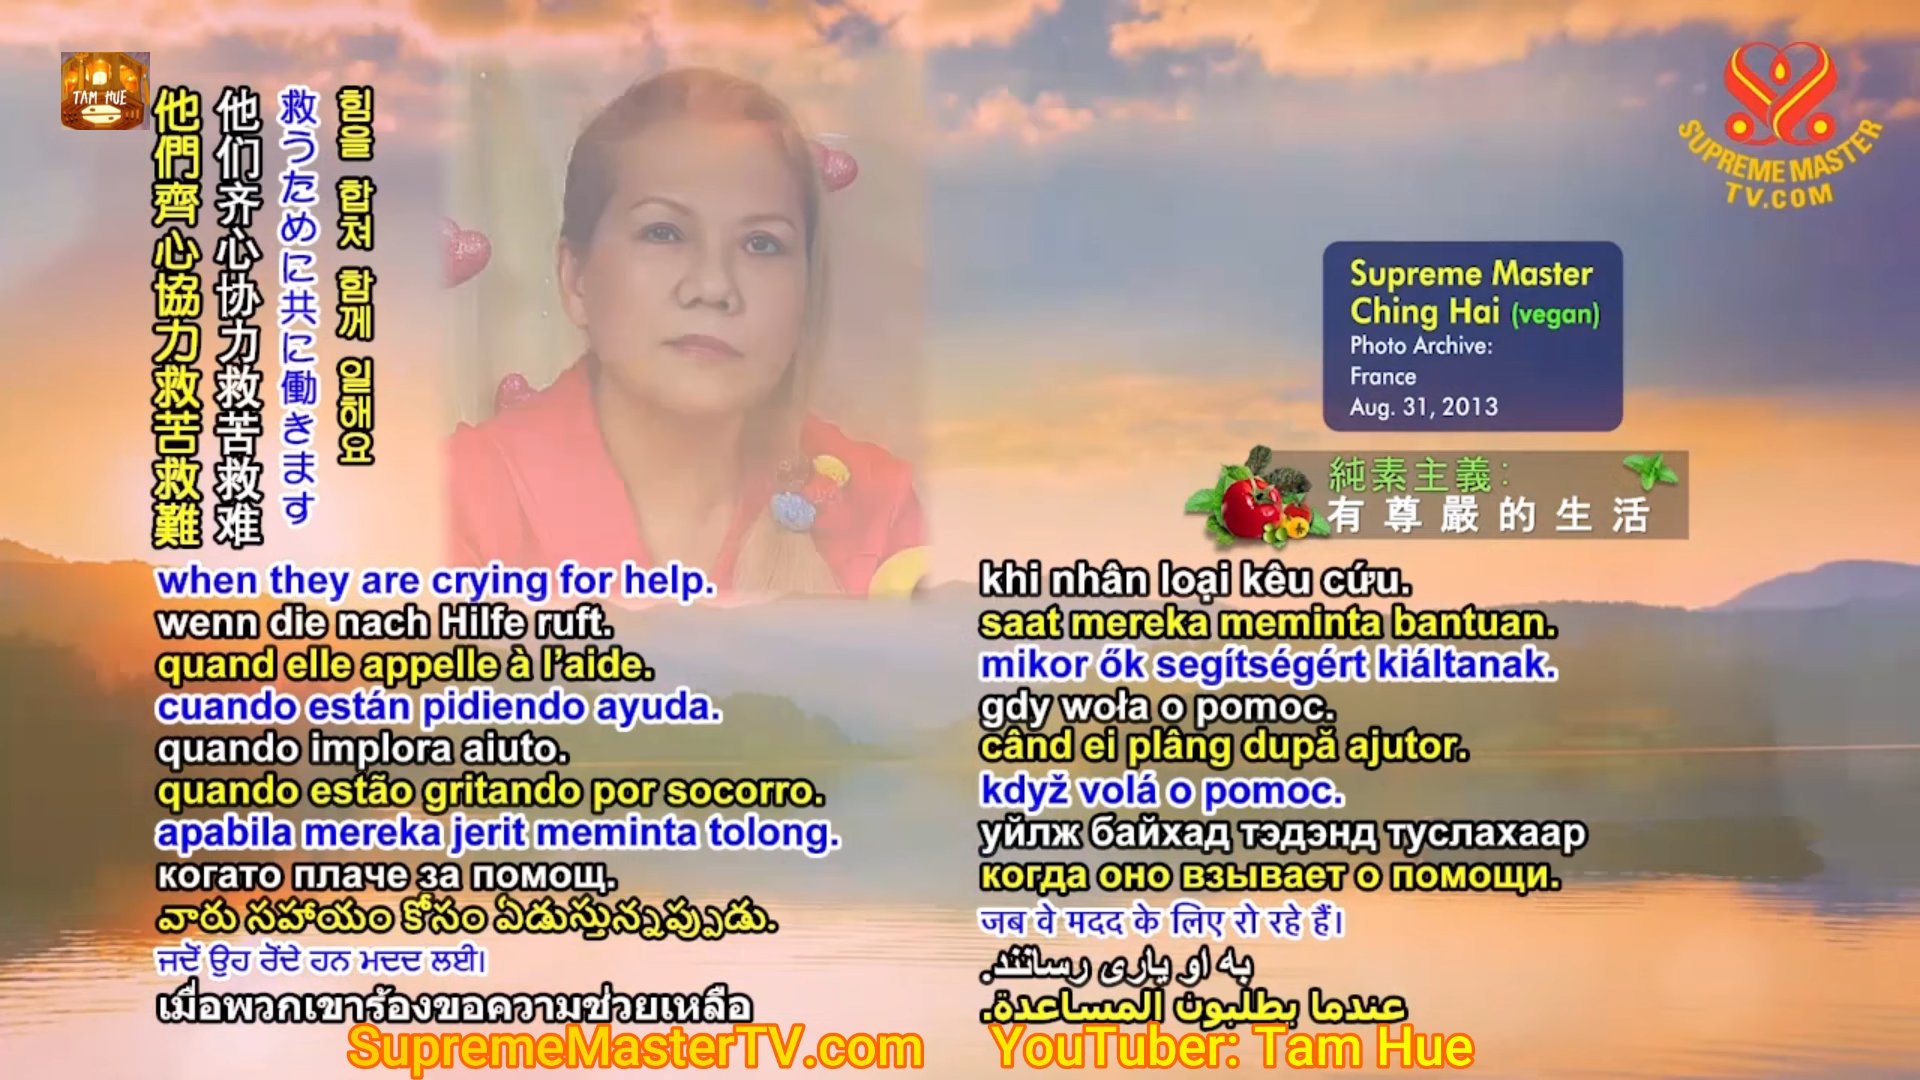 TAM HUE
他們齊心協力救苦救難
他们齐心协力救苦救难
救うために共に働きます
힘을 합쳐 함께 일해요
SUPREME MASTER
TV.COM
Supreme Master
Ching Hai (vegan)
Photo Archive:
France
Aug. 31, 2013
純素主義:
有尊嚴的生活
when they are crying for help.
wenn die nach Hilfe ruft.
quand elle appelle à l’aide.
cuando están pidiendo ayuda.
quando implora aiuto.
quando estão gritando por socorro.
apabila mereka jerit meminta tolong.
когато плаче за помощ.
వారు సహాయం కోసం ఏడుస్తున్నప్పుడు.
ਜਦੋਂ ਉਹ ਰੋਂਦੇ ਹਨ ਮਦਦ ਲਈ।
เมื่อพวกเขาร้องขอความช่วยเหลือ
khi nhân loại kêu cứu.
saat mereka meminta bantuan.
mikor ők segítségért kiáltanak.
gdy woła o pomoc.
când ei plâng după ajutor.
když volá o pomoc.
уйлж байхад тэдэнд туслахаар
когда оно взывает о помощи.
जब वे मदद के लिए रो रहे हैं।
به او یاری رسانند.
عندما يطلبون المساعدة.
SupremeMasterTV.com YouTuber: Tam Hue